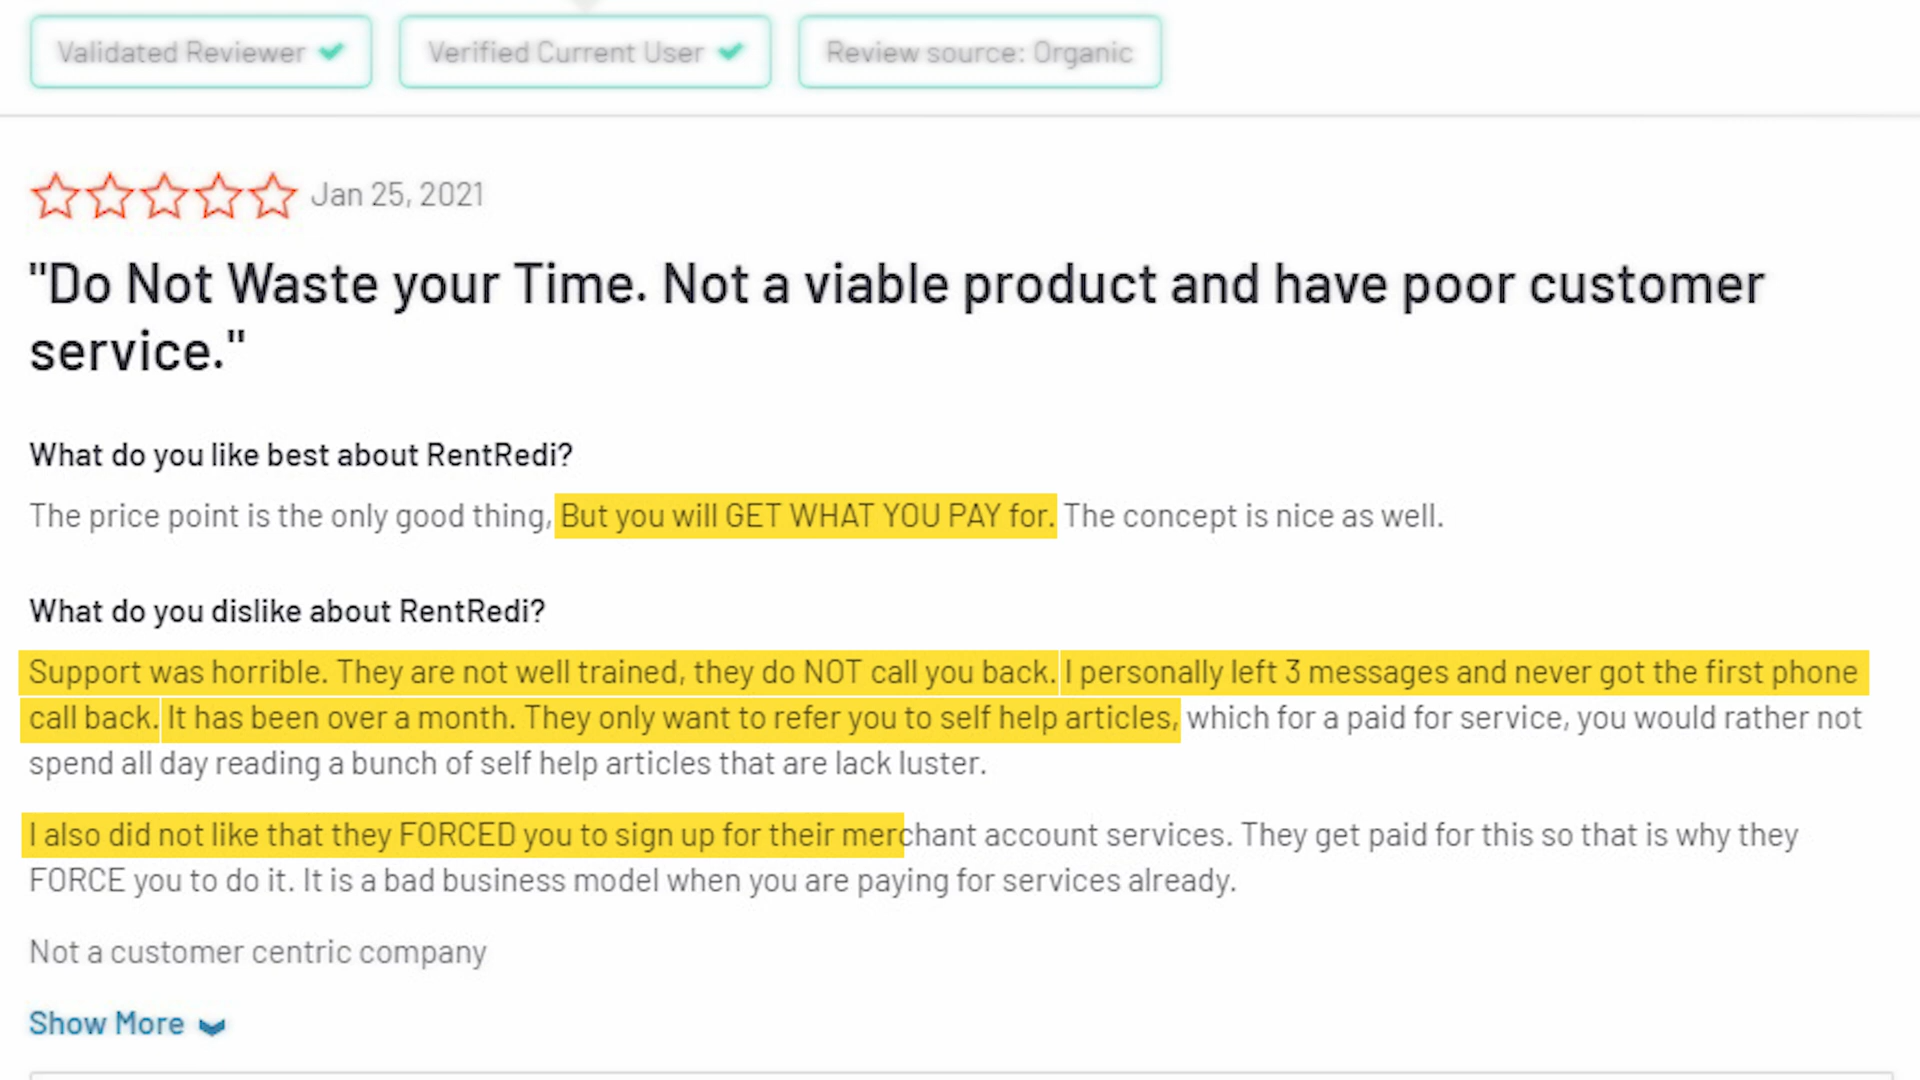 Validated Reviewer
Verified Current User
Review source: Organic
Jan 25, 2021
"Do Not Waste your Time. Not a viable product and have poor customer
service."
What do you like best about RentRedi?
The price point is the only good thing, But you will GET WHAT YOU PAY for. The concept is nice as well.
What do you dislike about RentRedi?
Support was horrible. They are not well trained, they do NOT call you back. I personally left 3 messages and never got the first phone
call back. It has been over a month. They only want to refer you to self help articles, which for a paid for service, you would rather not
spend all day reading a bunch of self help articles that are lack luster.
I also did not like that they FORCED you to sign up for their merchant account services. They get paid for this so that is why they
FORCE you to do it. It is a bad business model when you are paying for services already.
Not a customer centric company
Show More